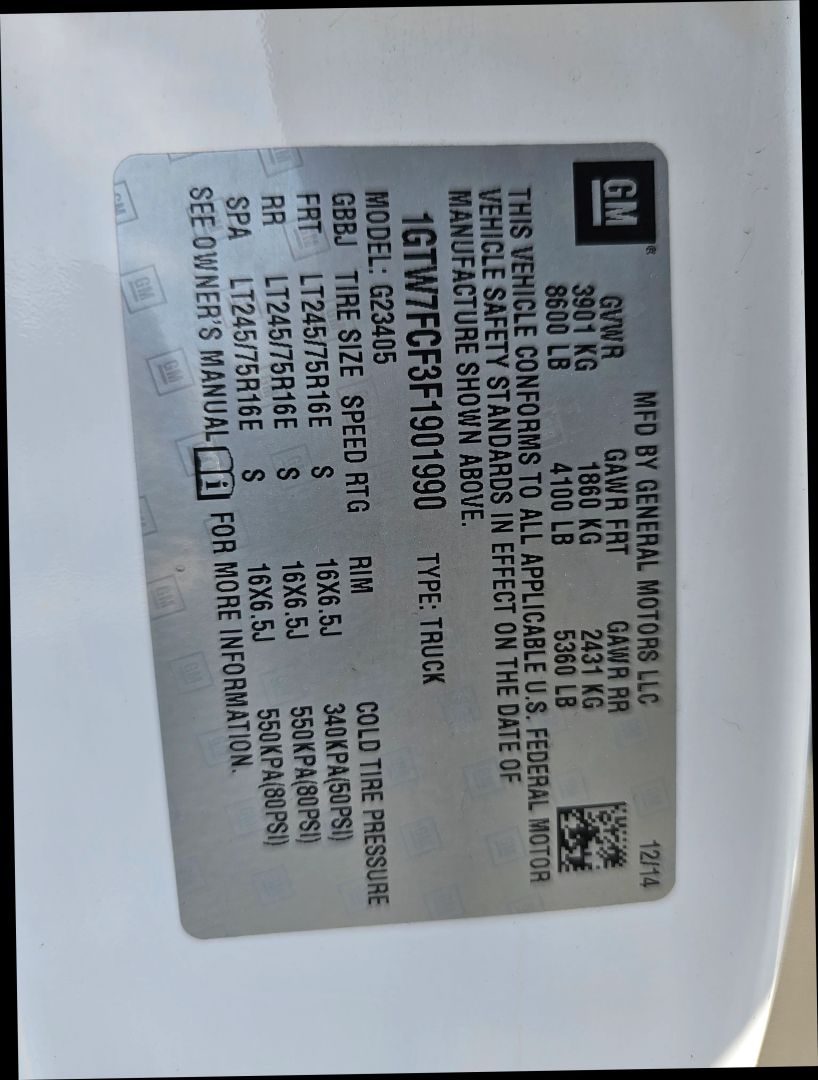 GM®
MFD BY GENERAL MOTORS LLC 12/14
GVWR GAWR FRT GAWR RR
3901 KG 1860 KG 2431 KG
8600 LB 4100 LB 5360 LB
THIS VEHICLE CONFORMS TO ALL APPLICABLE U.S. FEDERAL MOTOR
VEHICLE SAFETY STANDARDS IN EFFECT ON THE DATE OF
MANUFACTURE SHOWN ABOVE.
1GTW7FCF3F1901990 TYPE: TRUCK
MODEL: G23405
GBBJ TIRE SIZE SPEED RTG RIM COLD TIRE PRESSURE
FRT LT245/75R16E S 16X6.5J 340KPA(50PSI)
RR LT245/75R16E S 16X6.5J 550KPA(80PSI)
SPA LT245/75R16E S 16X6.5J 550KPA(80PSI)
SEE OWNER'S MANUAL FOR MORE INFORMATION.